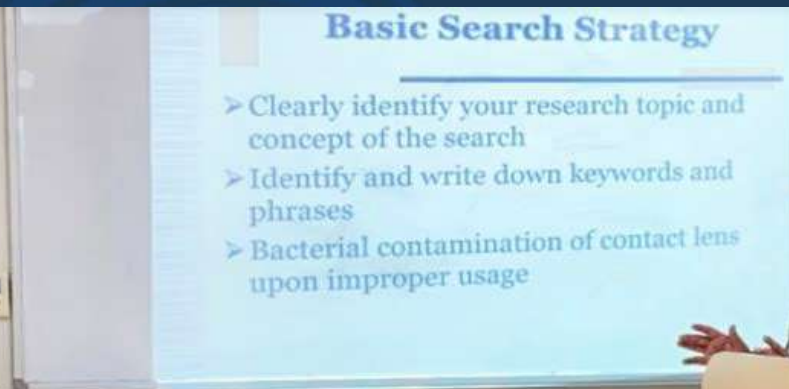 Basic Search Strategy
➢Clearly identify your research topic and
concept of the search
➢Identify and write down keywords and
phrases
➢Bacterial contamination of contact lens
upon improper usage